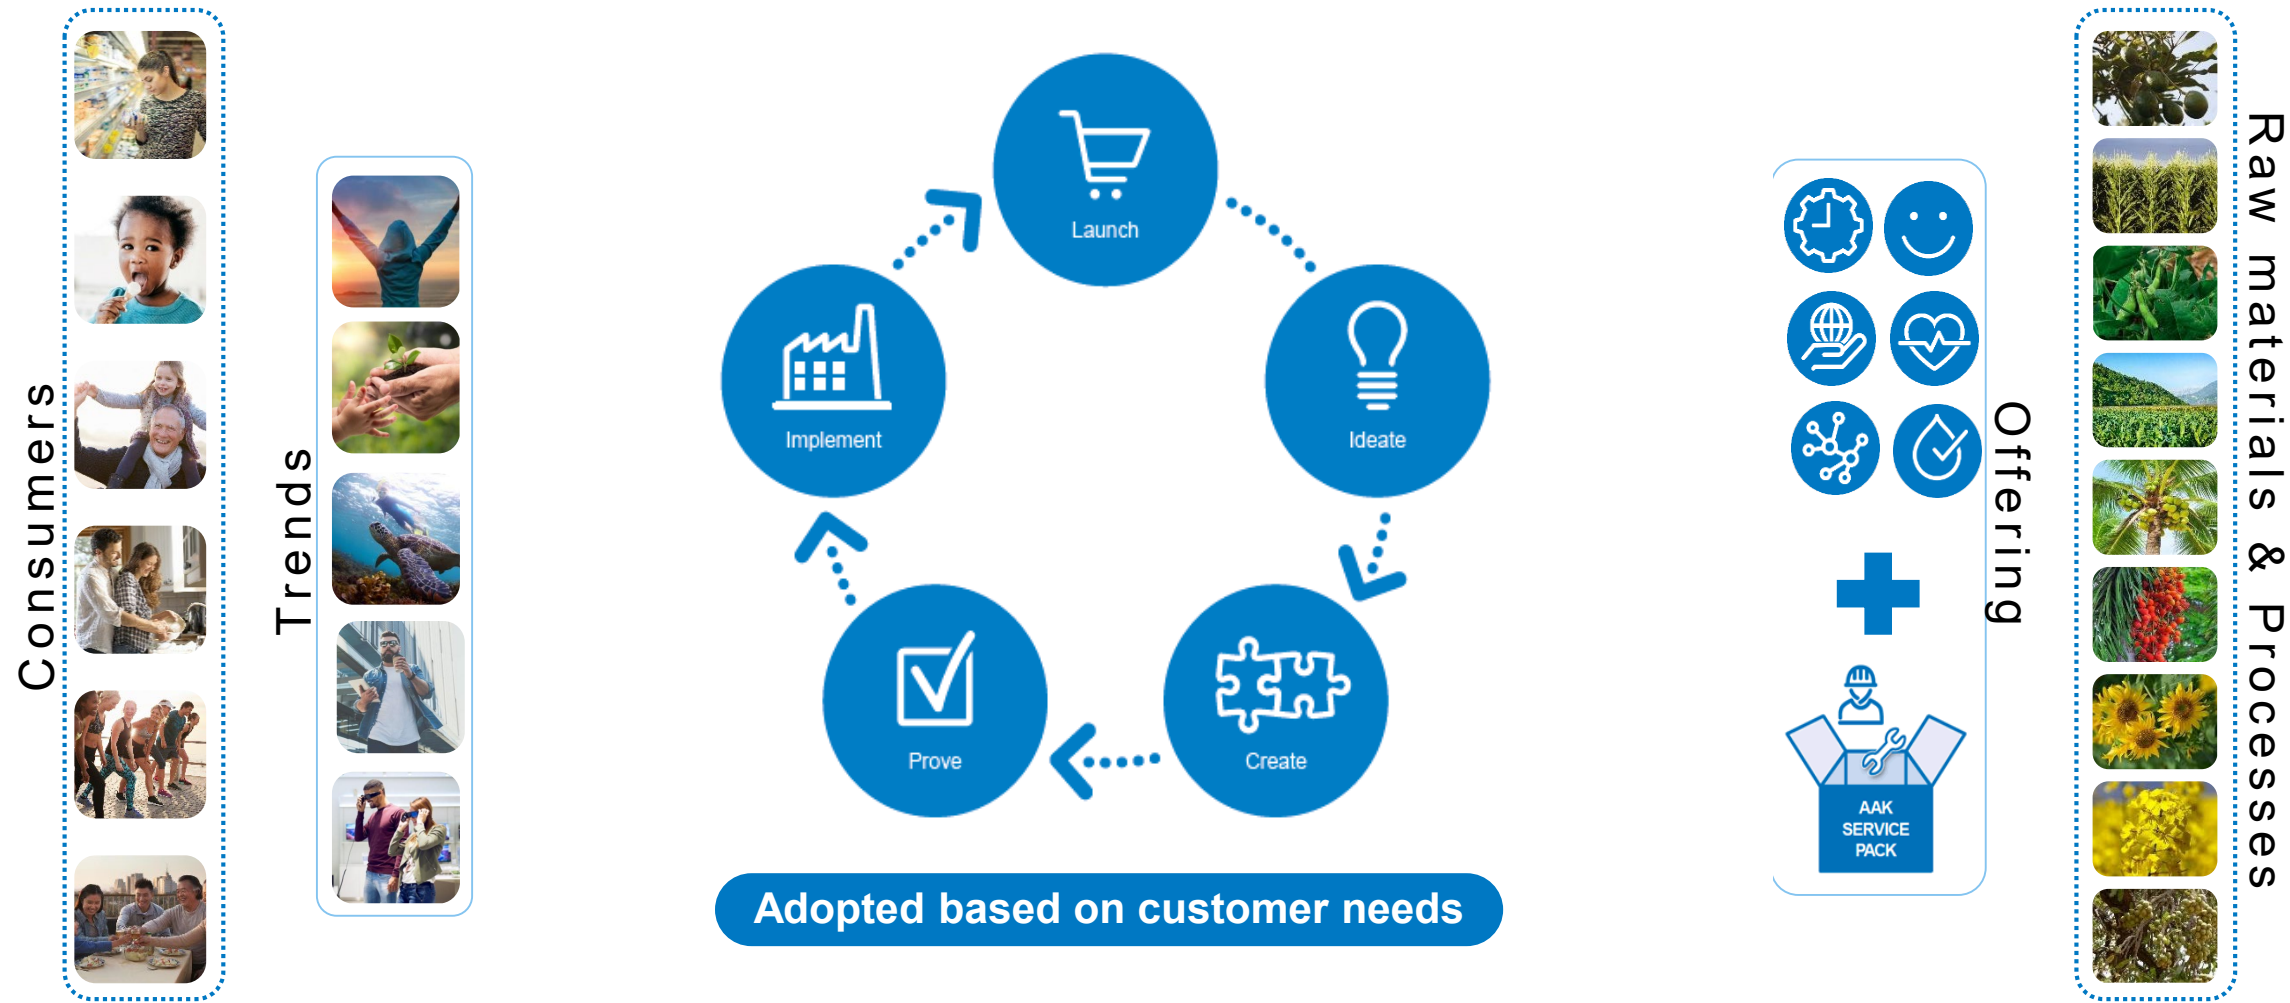 Consumers
Trends
Launch
Implement
Ideate
Prove
Create
Adopted based on customer needs
AAK
SERVICE
PACK
Offering
Raw materials & Processes